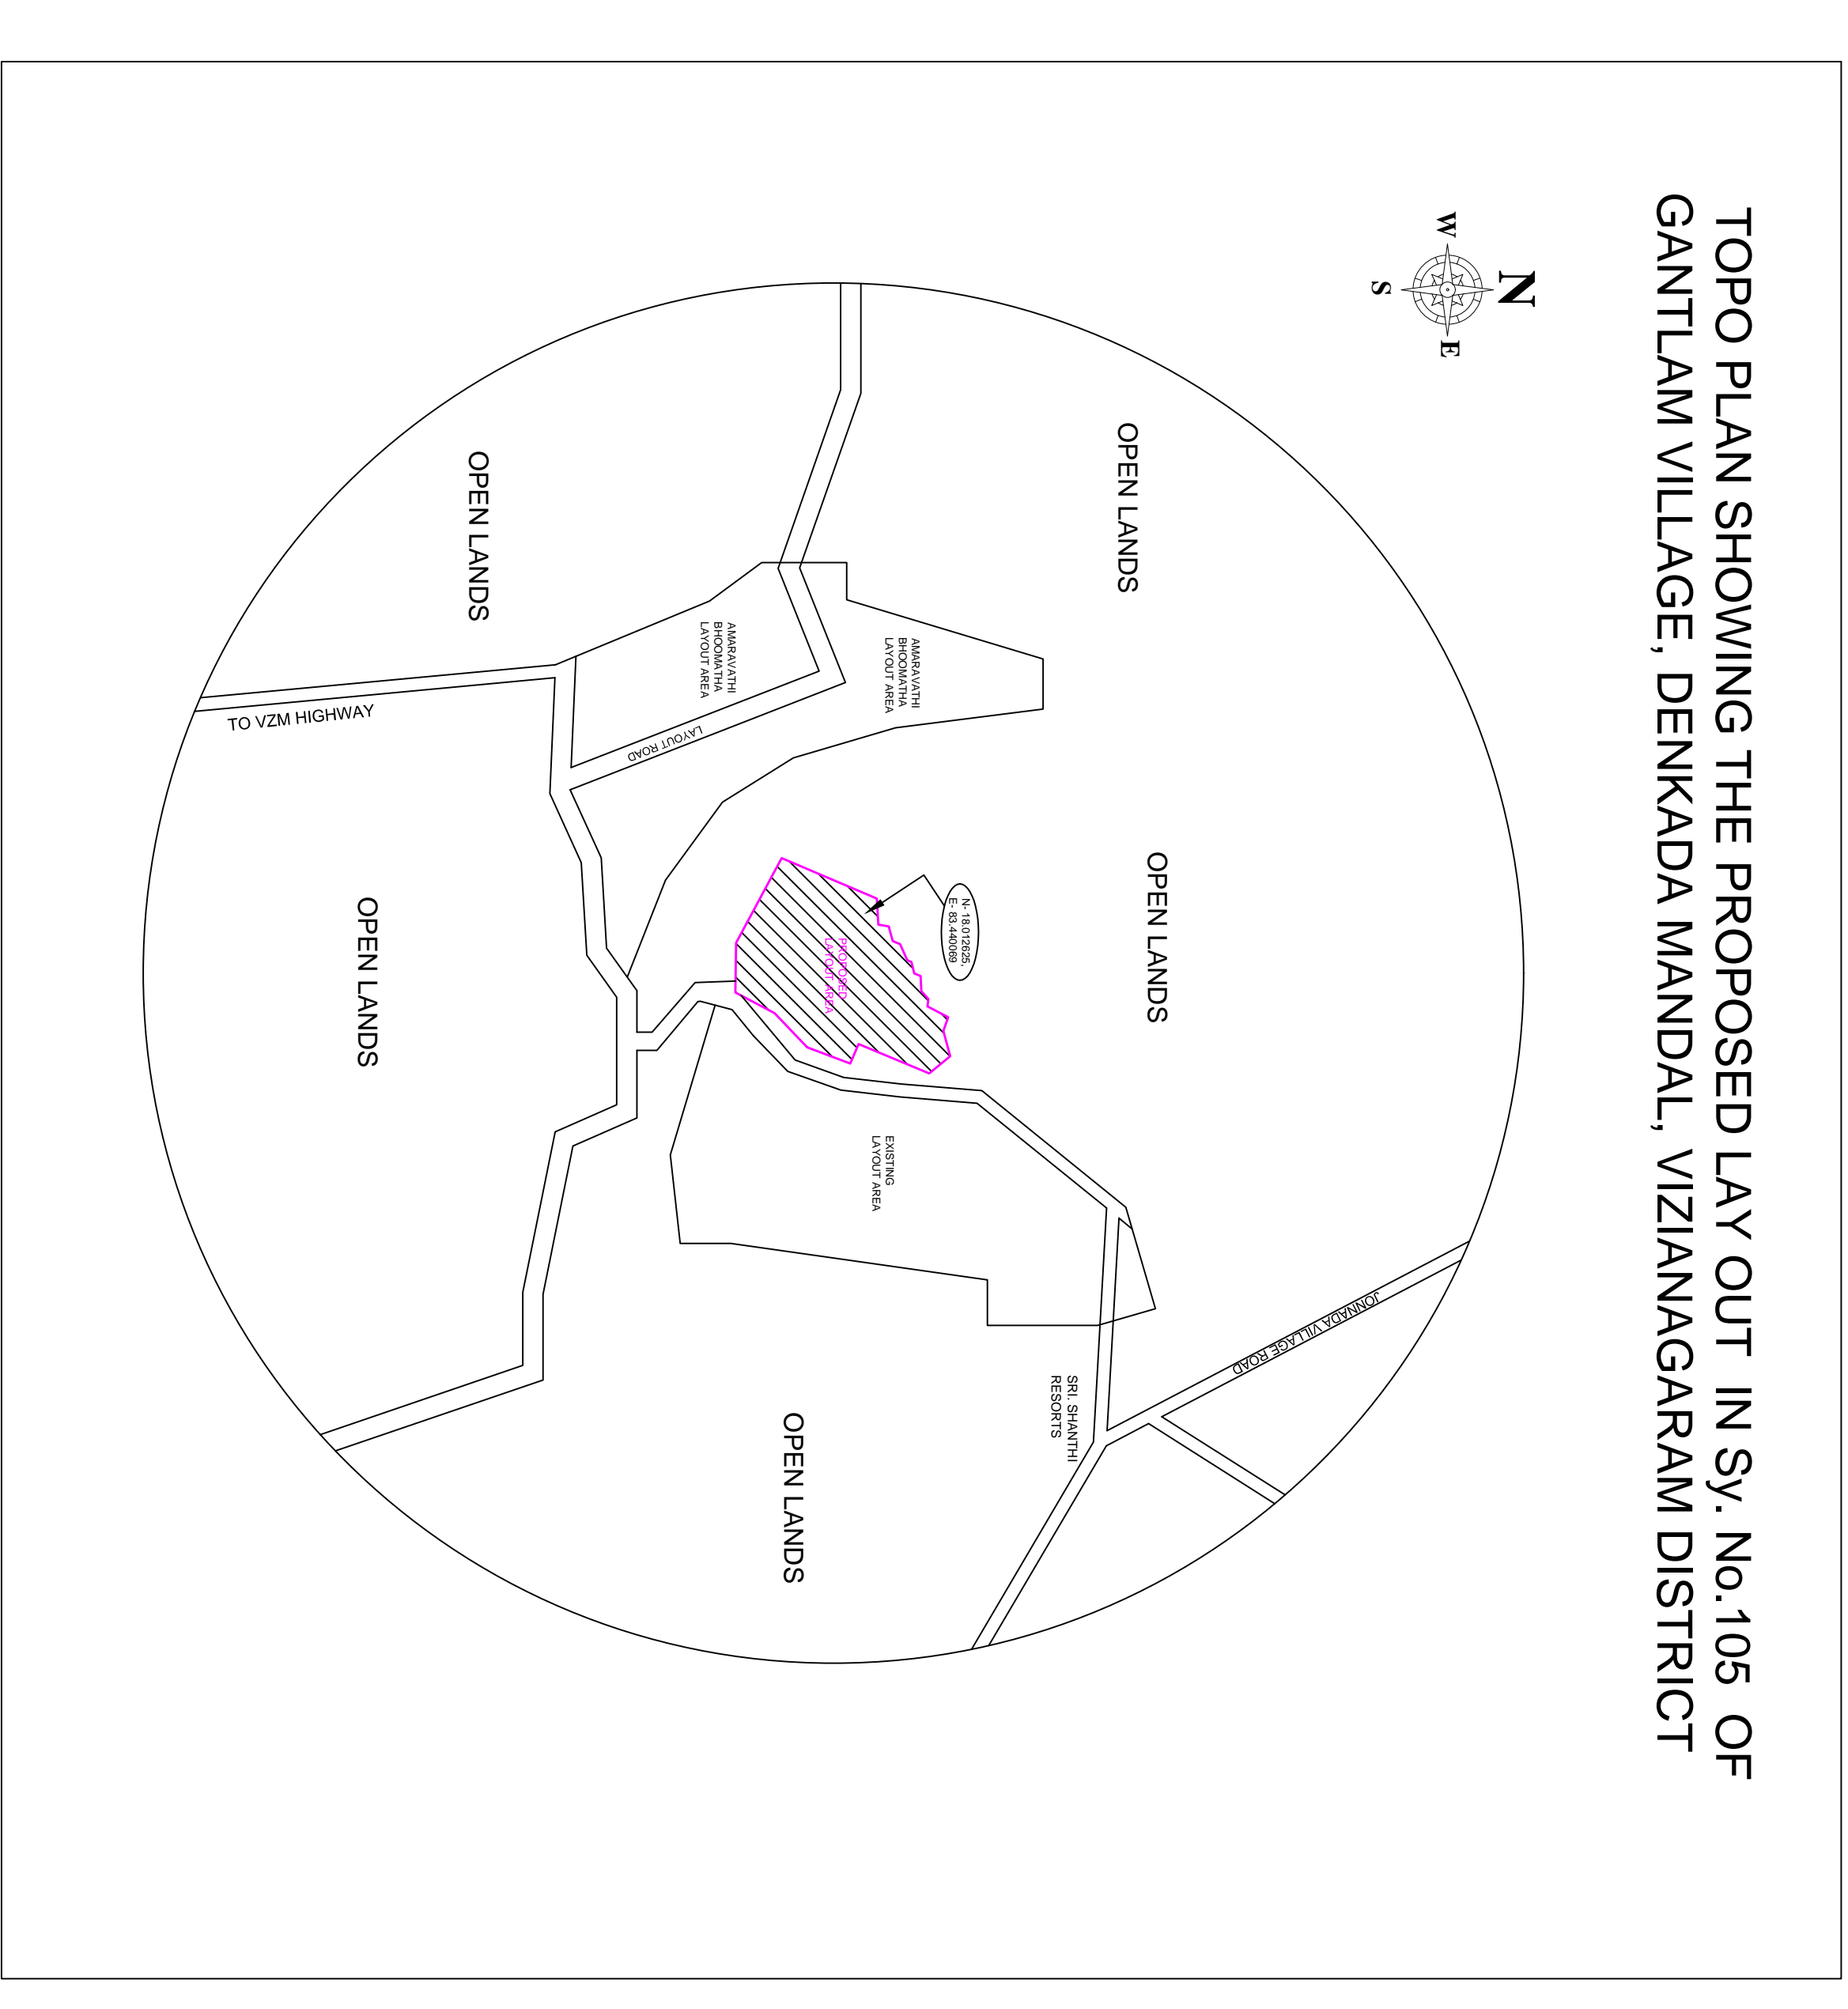 TOPO PLAN SHOWING THE PROPOSED LAY OUT IN Sy. No.105 OF
GANTLAM VILLAGE, DENKADA MANDAL, VIZIANAGARAM DISTRICT
N
W
E
S
JONNADA VILLAGE ROAD
OPEN LANDS
OPEN LANDS
SRI. SHANTHI
RESORTS
N- 18.012625,
E- 83.440069
AMARAVATHI
BHOOMATHA
LAYOUT AREA
EXISTING
LAYOUT AREA
PROPOSED
LAYOUT AREA
OPEN LANDS
AMARAVATHI
BHOOMATHA
LAYOUT AREA
LAYOUT ROAD
OPEN LANDS
OPEN LANDS
TO VZM HIGHWAY